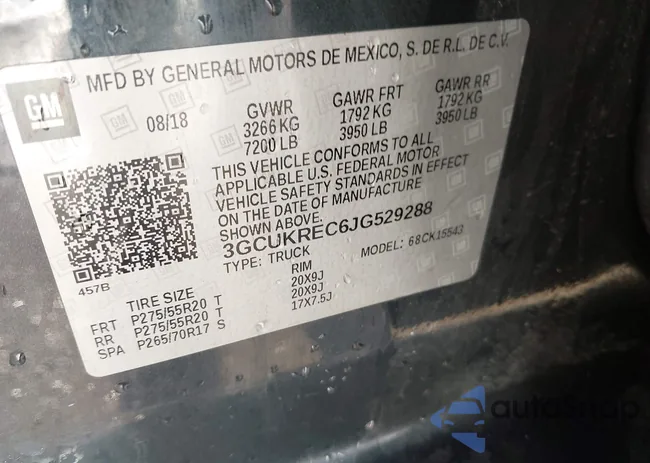 GM
MFD BY GENERAL MOTORS DE MEXICO, S. DE R.L. DE C.V.
08/18 GVWR GAWR FRT GAWR RR
3266 KG 1792 KG 1792 KG
7200 LB 3950 LB 3950 LB
THIS VEHICLE CONFORMS TO ALL
APPLICABLE U.S. FEDERAL MOTOR
VEHICLE SAFETY STANDARDS IN EFFECT
ON THE DATE OF MANUFACTURE
SHOWN ABOVE.
3GCUKREC6JG529288
TYPE: TRUCK MODEL: 68CK15543
457B
TIRE SIZE RIM
FRT P275/55R20 T 20X9J
RR P275/55R20 T 20X9J
SPA P265/70R17 S 17X7.5J